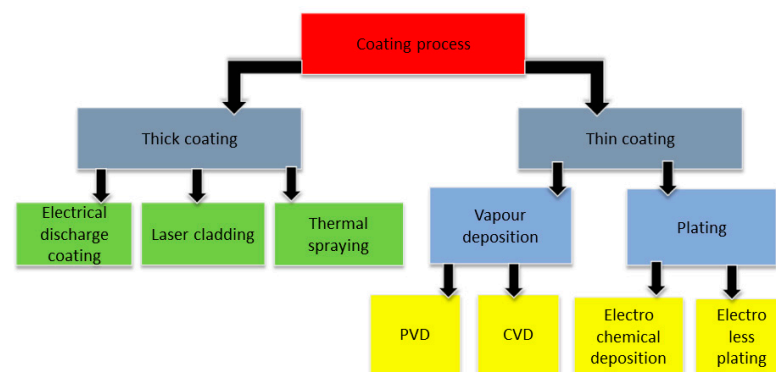 Coating process
Thick coating
Thin coating
Electrical
discharge
coating
Laser cladding
Thermal
spraying
Vapour
deposition
Plating
PVD
CVD
Electro
chemical
deposition
Electro
less
plating